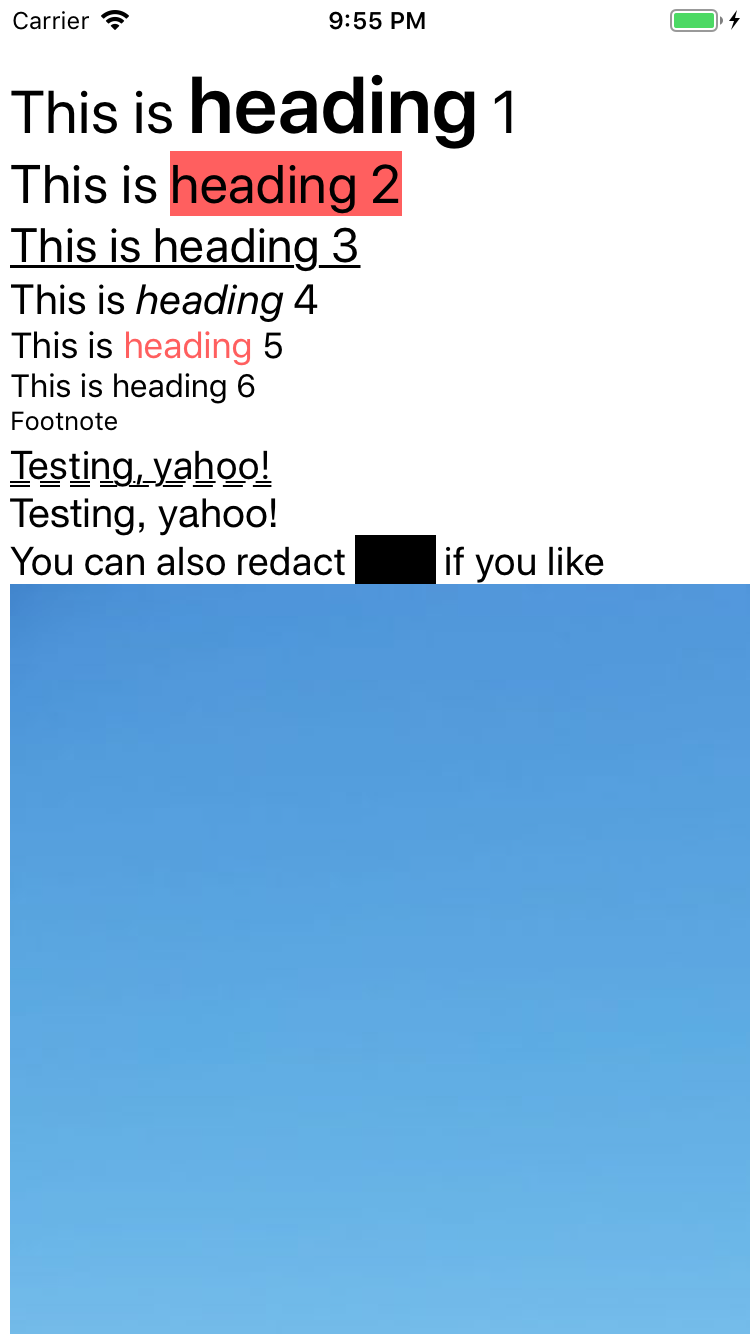 Carrier 9:55 PM
This is heading 1
This is heading 2
This is heading 3
This is heading 4
This is heading 5
This is heading 6
Footnote
Testing, yahoo!
Testing, yahoo!
You can also redact if you like